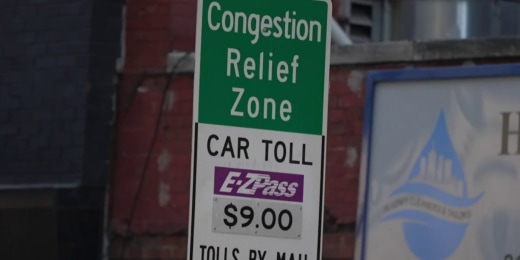 Congestion
Relief
Zone
CAR TOLL
E-ZPass
$9.00
TOLLS BY MAIL
H